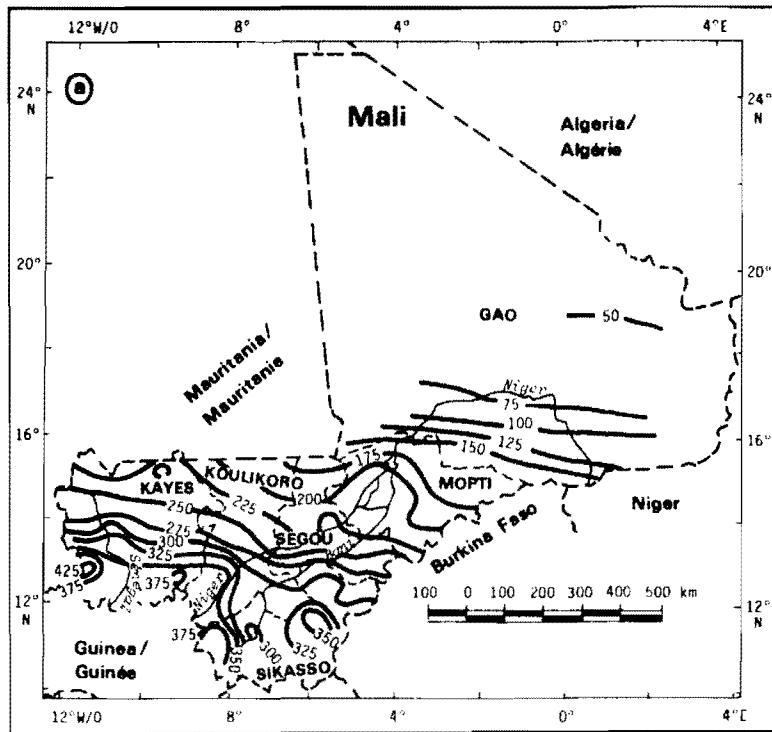 12°W/O 8° 4° 0° 4°E
a
24° N
24° N
Mali
Algeria/
Algérie
20°
20°
GAO
50
Mauritania/
Mauritanie
Niger
75
100
125
150
16°
16°
175
KOULIKORO
KAYES
225
200
MOPTI
Niger
250
275
SEGOU
Burkina Faso
300
325
Bani
425
375
375
Sénégal
Niger
12° N
12° N
100 0 100 200 300 400 500 km
375
350
300
325
350
SIKASSO
Guinea/
Guinée
12°W/O 8° 4° 0° 4°E